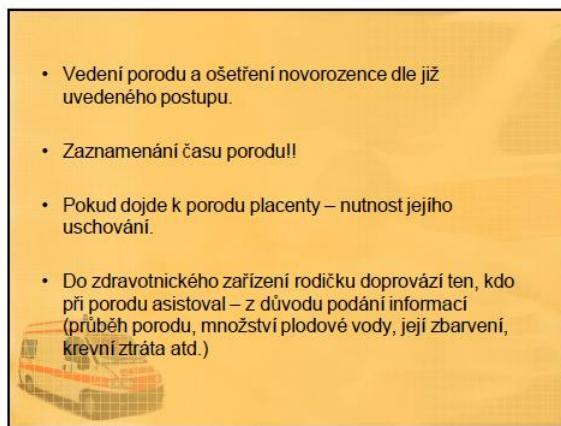 • Vedení porodu a ošetření novorozence dle již
uvedeného postupu.
• Zaznamenání času porodu!!
• Pokud dojde k porodu placenty – nutnost jejího
uschování.
• Do zdravotnického zařízení rodičku doprovází ten, kdo
při porodu asistoval – z důvodu podání informací
(průběh porodu, množství plodové vody, její zbarvení,
krevní ztráta atd.)